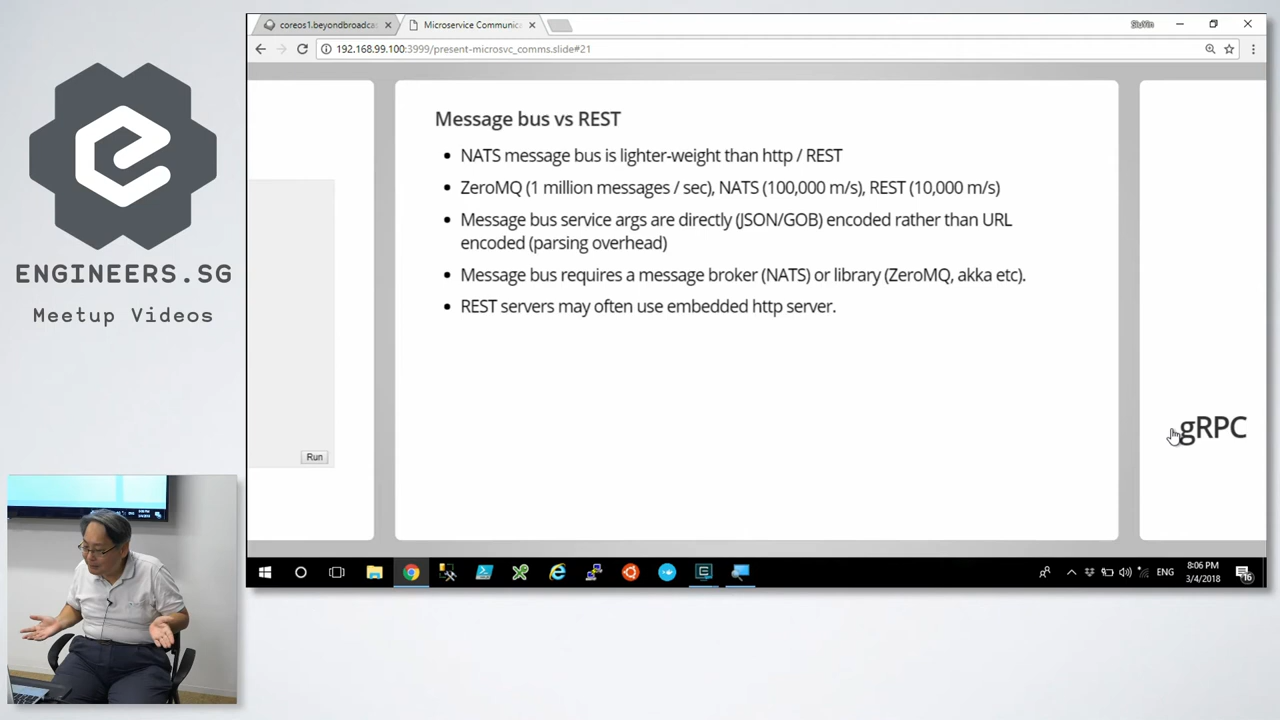 ENGINEERS.SG
Meetup Videos
coreos1.beyondbroadca
Microservice Communica
SiuYin
192.168.99.100:3999/present-microsvc_comms.slide#21
Message bus vs REST
• NATS message bus is lighter-weight than http / REST
• ZeroMQ (1 million messages / sec), NATS (100,000 m/s), REST (10,000 m/s)
• Message bus service args are directly (JSON/GOB) encoded rather than URL
encoded (parsing overhead)
• Message bus requires a message broker (NATS) or library (ZeroMQ, akka etc).
• REST servers may often use embedded http server.
Run
gRPC
ENG
8:06 PM
3/4/2018
16